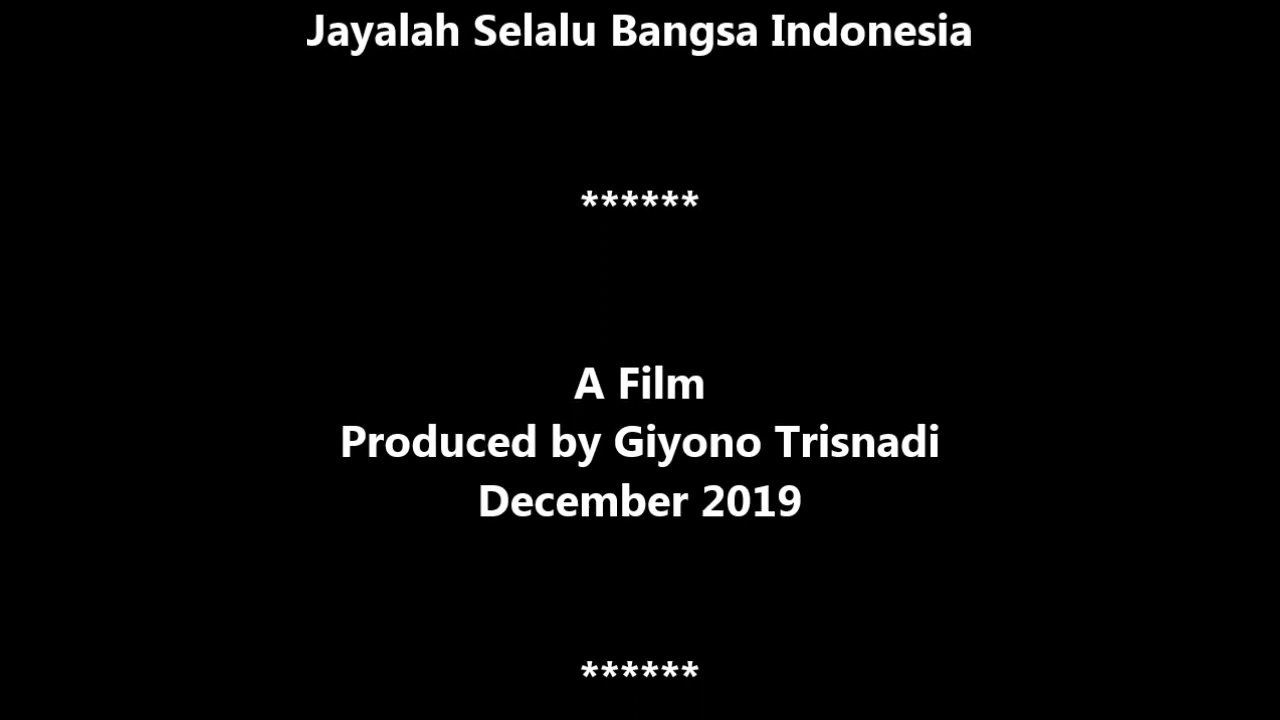 Jayalah Selalu Bangsa Indonesia
******
A Film
Produced by Giyono Trisnadi
December 2019
******